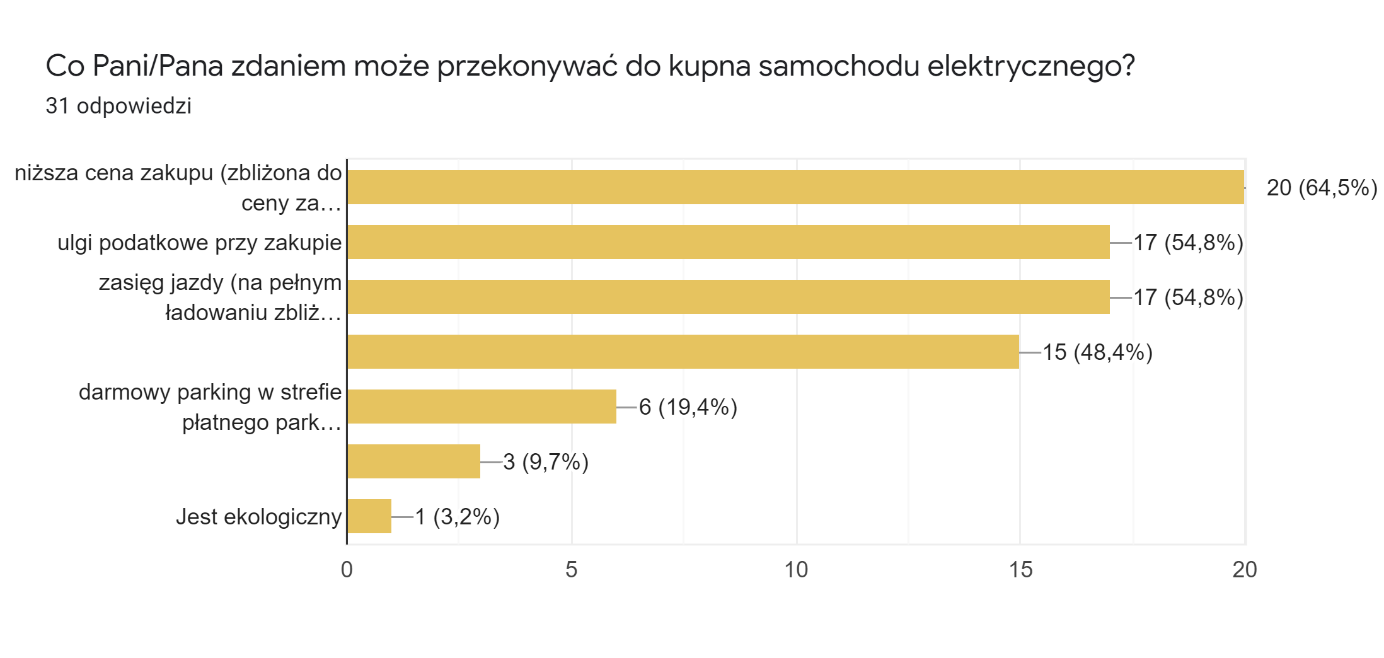 Co Pani/Pana zdaniem może przekonywać do kupna samochodu elektrycznego?
31 odpowiedzi
niższa cena zakupu (zbliżona do
ceny za…
20 (64,5%)
ulgi podatkowe przy zakupie
17 (54,8%)
zasięg jazdy (na pełnym
ładowaniu zbliż…
17 (54,8%)
15 (48,4%)
darmowy parking w strefie
płatnego park…
6 (19,4%)
3 (9,7%)
Jest ekologiczny
1 (3,2%)
0 5 10 15 20